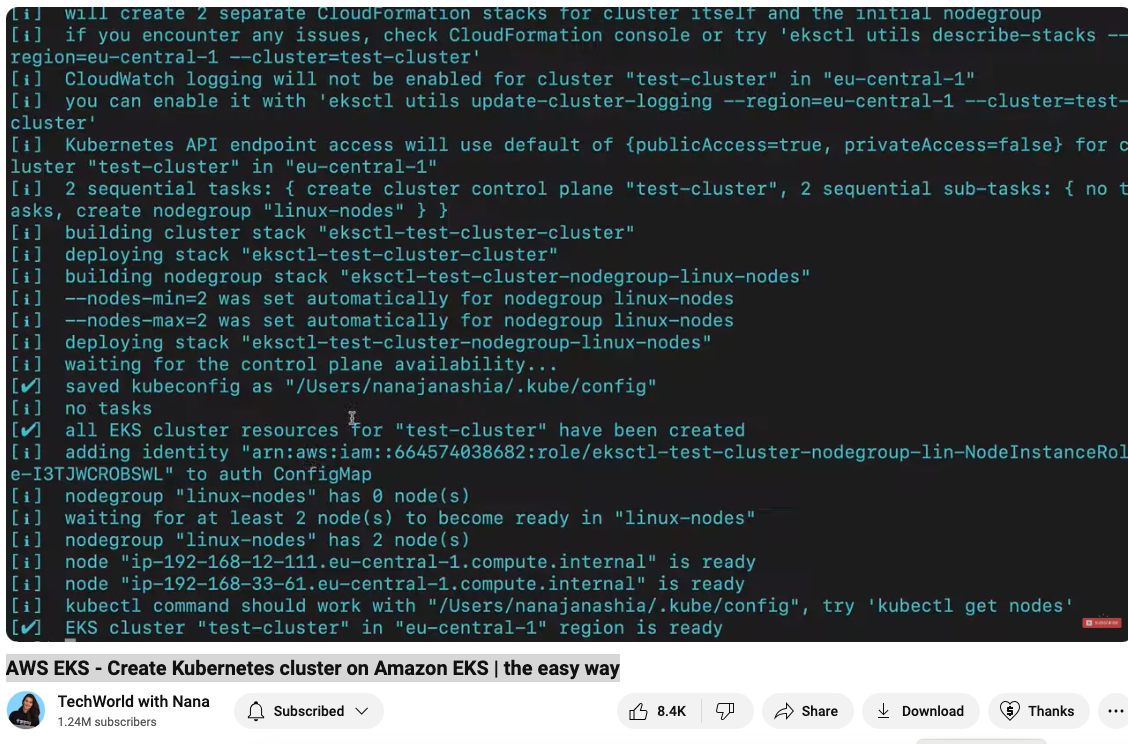 [ℹ]  will create 2 separate CloudFormation stacks for cluster itself and the initial nodegroup
[ℹ]  if you encounter any issues, check CloudFormation console or try 'eksctl utils describe-stacks --
region=eu-central-1 --cluster=test-cluster'
[ℹ]  CloudWatch logging will not be enabled for cluster "test-cluster" in "eu-central-1"
[ℹ]  you can enable it with 'eksctl utils update-cluster-logging --region=eu-central-1 --cluster=test-
cluster'
[ℹ]  Kubernetes API endpoint access will use default of {publicAccess=true, privateAccess=false} for c
luster "test-cluster" in "eu-central-1"
[ℹ]  2 sequential tasks: { create cluster control plane "test-cluster", 2 sequential sub-tasks: { no t
asks, create nodegroup "linux-nodes" } }
[ℹ]  building cluster stack "eksctl-test-cluster-cluster"
[ℹ]  deploying stack "eksctl-test-cluster-cluster"
[ℹ]  building nodegroup stack "eksctl-test-cluster-nodegroup-linux-nodes"
[ℹ]  --nodes-min=2 was set automatically for nodegroup linux-nodes
[ℹ]  --nodes-max=2 was set automatically for nodegroup linux-nodes
[ℹ]  deploying stack "eksctl-test-cluster-nodegroup-linux-nodes"
[ℹ]  waiting for the control plane availability...
[✔]  saved kubeconfig as "/Users/nanajanashia/.kube/config"
[ℹ]  no tasks
[✔]  all EKS cluster resources for "test-cluster" have been created
[ℹ]  adding identity "arn:aws:iam::664574038682:role/eksctl-test-cluster-nodegroup-lin-NodeInstanceRol
e-I3TJWCROBSWL" to auth ConfigMap
[ℹ]  nodegroup "linux-nodes" has 0 node(s)
[ℹ]  waiting for at least 2 node(s) to become ready in "linux-nodes"
[ℹ]  nodegroup "linux-nodes" has 2 node(s)
[ℹ]  node "ip-192-168-12-111.eu-central-1.compute.internal" is ready
[ℹ]  node "ip-192-168-33-61.eu-central-1.compute.internal" is ready
[ℹ]  kubectl command should work with "/Users/nanajanashia/.kube/config", try 'kubectl get nodes'
[✔]  EKS cluster "test-cluster" in "eu-central-1" region is ready
SUBSCRIBE
AWS EKS - Create Kubernetes cluster on Amazon EKS | the easy way
TechWorld with Nana
1.24M subscribers
Subscribed
8.4K
Share
Download
Thanks